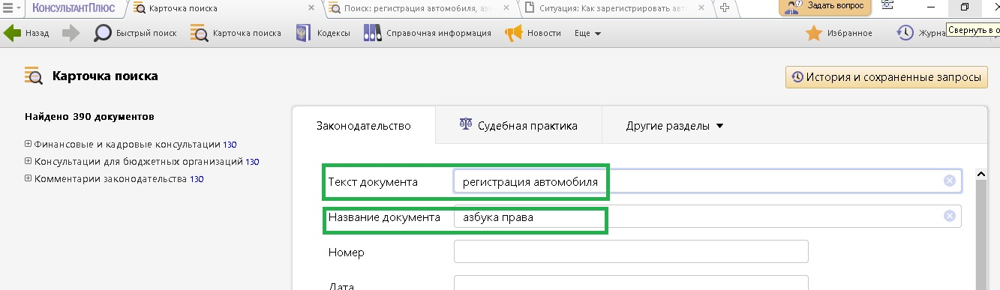 КонсультантПлюс
Карточка поиска
Поиск: регистрация автомобиля, азб
Ситуация: Как зарегистрировать авт
Задать вопрос
Назад
Быстрый поиск
Карточка поиска
Кодексы
Справочная информация
Новости
Еще
Избранное
Журна
Свернуть в о
Карточка поиска
История и сохраненные запросы
Найдено 390 документов
Финансовые и кадровые консультации 130
Консультации для бюджетных организаций 130
Комментарии законодательства 130
Законодательство
Судебная практика
Другие разделы
Текст документа
регистрация автомобиля
Название документа
азбука права
Номер
Дата